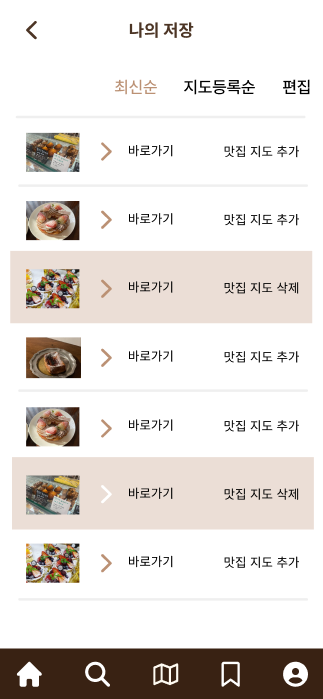 나의 저장
최신순 지도등록순 편집
바로가기 맛집 지도 추가
바로가기 맛집 지도 추가
바로가기 맛집 지도 삭제
바로가기 맛집 지도 추가
바로가기 맛집 지도 추가
바로가기 맛집 지도 삭제
바로가기 맛집 지도 추가